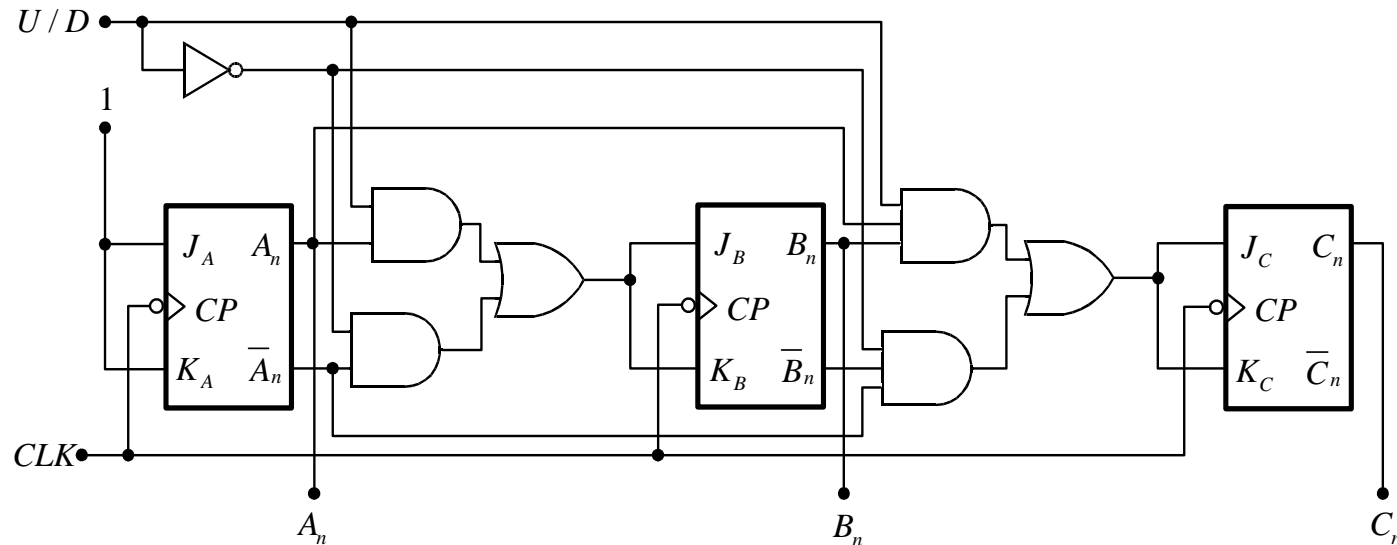 U / D
1
J_A A_n
CP
K_A A̅_n
J_B B_n
CP
K_B B̅_n
J_C C_n
CP
K_C C̅_n
CLK
A_n B_n C_n